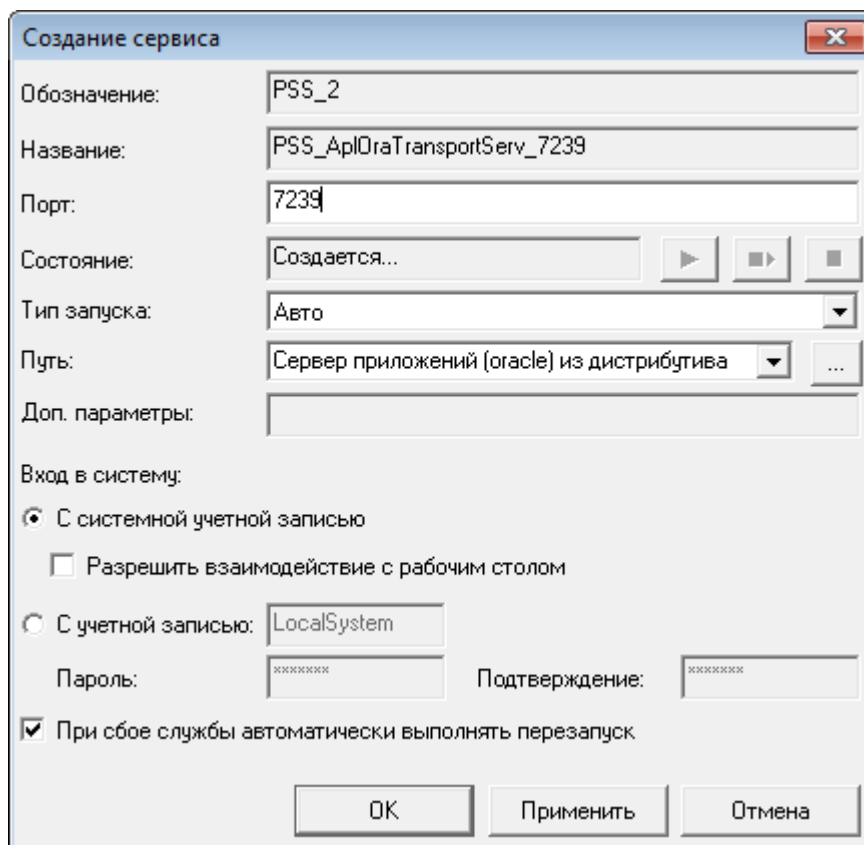 Создание сервиса
Обозначение: PSS_2
Название: PSS_AplOraTransportServ_7239
Порт: 7239
Состояние: Создается...
Тип запуска: Авто
Путь: Сервер приложений (oracle) из дистрибутива ...
Доп. параметры:
Вход в систему:
С системной учетной записью
Разрешить взаимодействие с рабочим столом
С учетной записью: LocalSystem
Пароль: ******* Подтверждение: *******
При сбое службы автоматически выполнять перезапуск
OK Применить Отмена